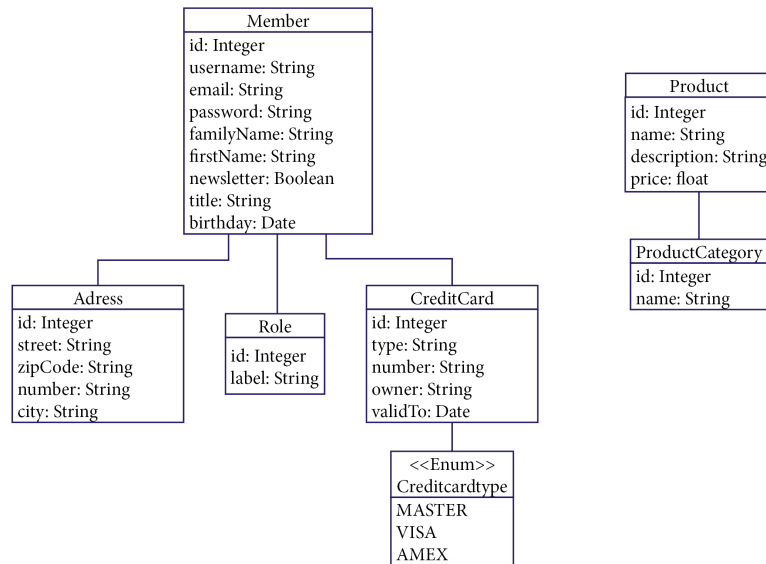 Member
id: Integer
username: String
email: String
password: String
familyName: String
firstName: String
newsletter: Boolean
title: String
birthday: Date
Product
id: Integer
name: String
description: String
price: float
ProductCategory
id: Integer
name: String
Adress
id: Integer
street: String
zipCode: String
number: String
city: String
Role
id: Integer
label: String
CreditCard
id: Integer
type: String
number: String
owner: String
validTo: Date
<<Enum>>
Creditcardtype
MASTER
VISA
AMEX